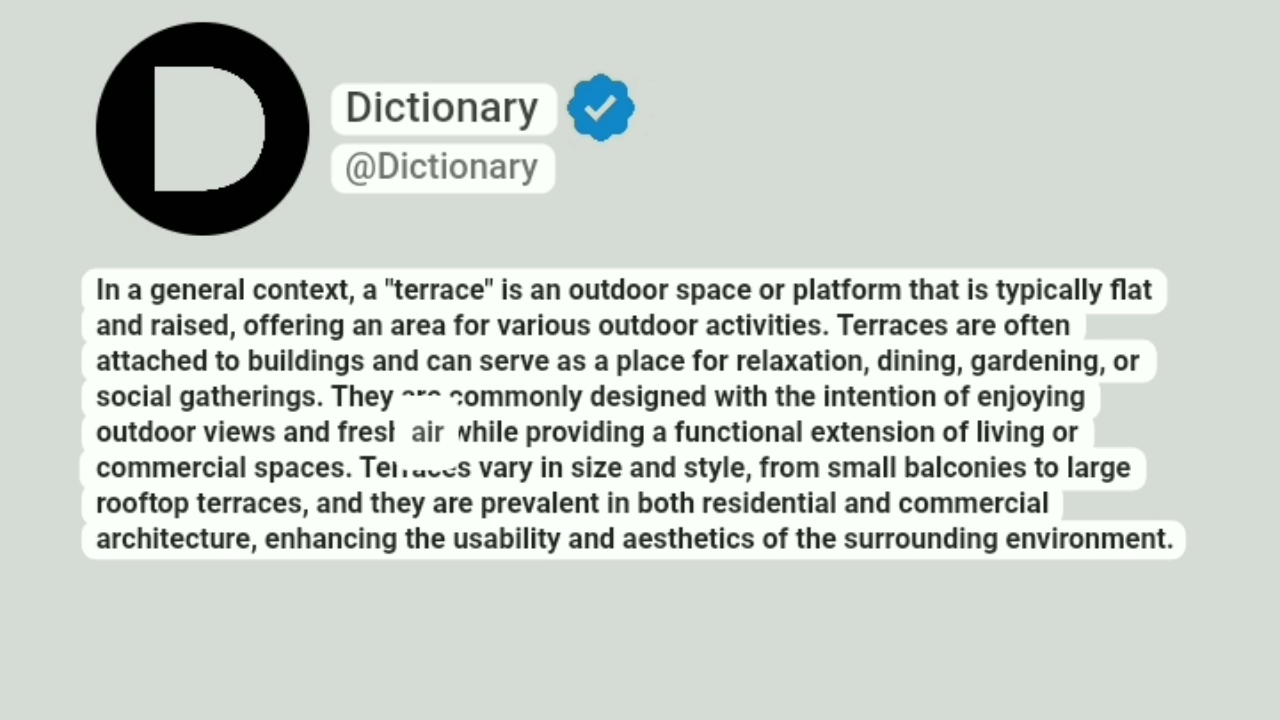 D
Dictionary
@Dictionary
In a general context, a "terrace" is an outdoor space or platform that is typically flat
and raised, offering an area for various outdoor activities. Terraces are often
attached to buildings and can serve as a place for relaxation, dining, gardening, or
social gatherings. They are commonly designed with the intention of enjoying
outdoor views and fresh air while providing a functional extension of living or
commercial spaces. Terraces vary in size and style, from small balconies to large
rooftop terraces, and they are prevalent in both residential and commercial
architecture, enhancing the usability and aesthetics of the surrounding environment.